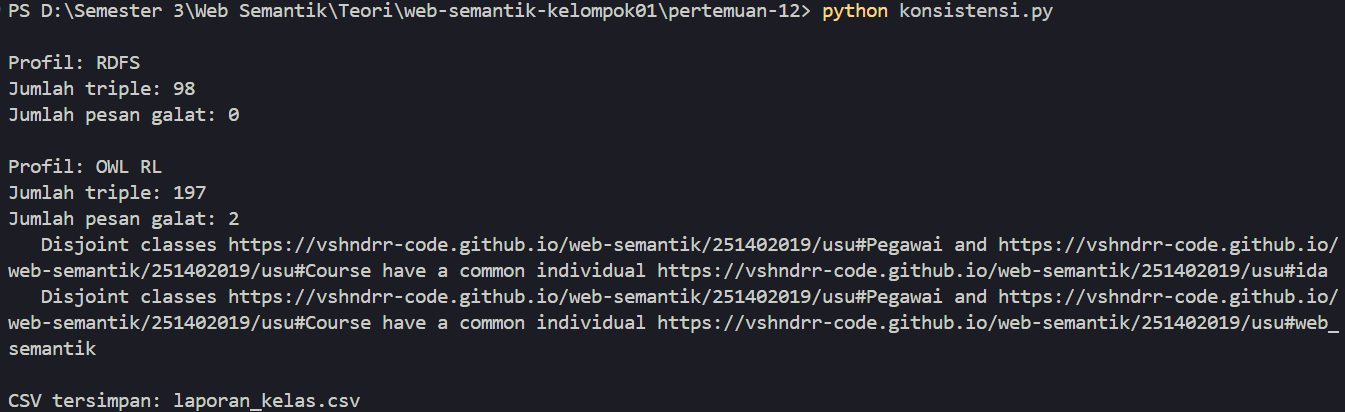 PS D:\Semester 3\Web Semantik\Teori\web-semantik-kelompok01\pertemuan-12> python konsistensi.py
Profil: RDFS
Jumlah triple: 98
Jumlah pesan galat: 0
Profil: OWL RL
Jumlah triple: 197
Jumlah pesan galat: 2
Disjoint classes https://vshndrr-code.github.io/web-semantik/251402019/usu#Pegawai and https://vshndrr-code.github.io/
web-semantik/251402019/usu#Course have a common individual https://vshndrr-code.github.io/web-semantik/251402019/usu#ida
Disjoint classes https://vshndrr-code.github.io/web-semantik/251402019/usu#Pegawai and https://vshndrr-code.github.io/
web-semantik/251402019/usu#Course have a common individual https://vshndrr-code.github.io/web-semantik/251402019/usu#web_
semantik
CSV tersimpan: laporan_kelas.csv